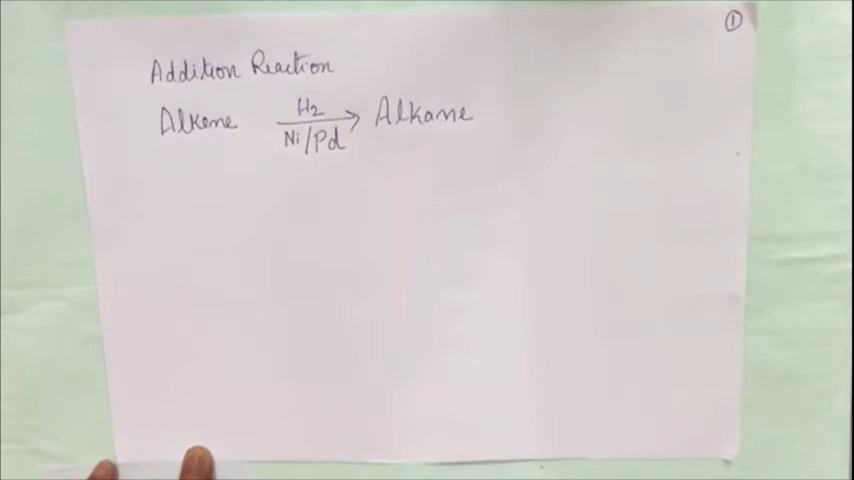 ①
Addition Reaction
Alkene H2 Ni/Pd → Alkane